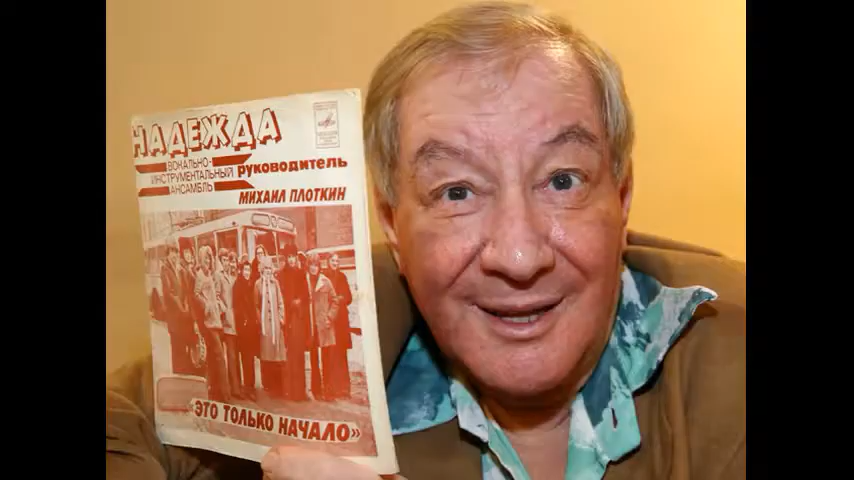 НАДЕЖДА
ВОКАЛЬНО-
ИНСТРУМЕНТАЛЬНЫЙ
АНСАМБЛЬ
РУКОВОДИТЕЛЬ
МИХАИЛ ПЛОТКИН
«ЭТО ТОЛЬКО НАЧАЛО»